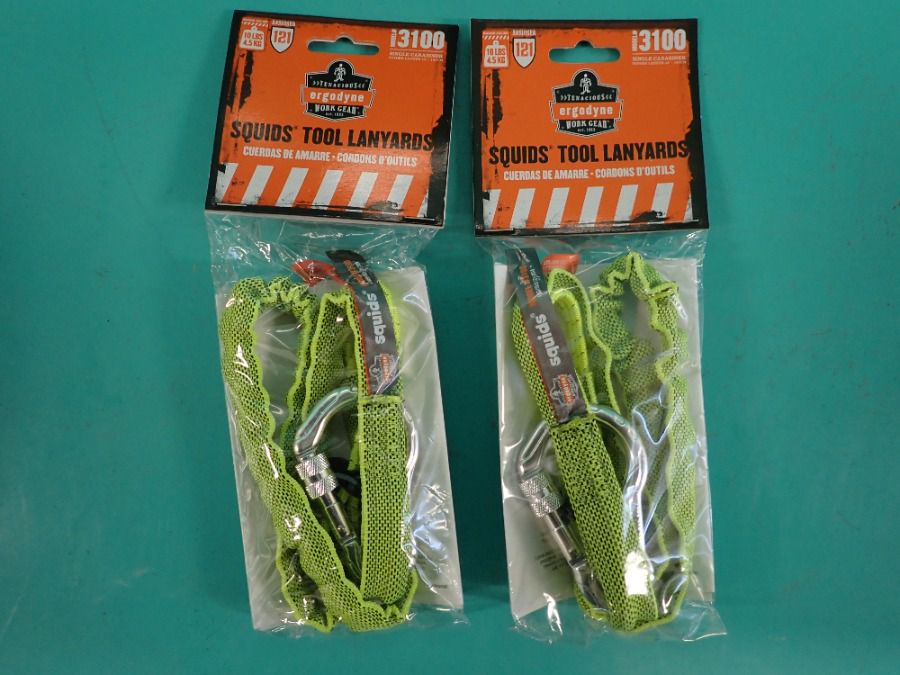 10 LBS
4.5 KG
121
3100
SINGLE CARABINER
>>TENACIOUS<<
ergodyne
WORK GEAR
SQUIDS® TOOL LANYARDS
CUERDAS DE AMARRE • CORDONS D'OUTILS
squids
10 LBS
4.5 KG
121
3100
SINGLE CARABINER
>>TENACIOUS<<
ergodyne
WORK GEAR
SQUIDS® TOOL LANYARDS
CUERDAS DE AMARRE • CORDONS D'OUTILS
squids